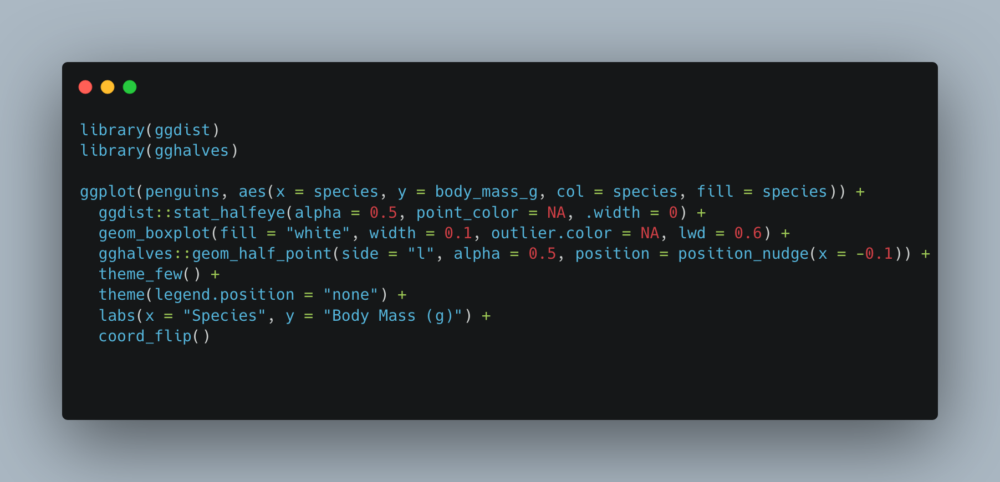 library(ggdist)
library(gghalves)

ggplot(penguins, aes(x = species, y = body_mass_g, col = species, fill = species)) +
  ggdist::stat_halfeye(alpha = 0.5, point_color = NA, .width = 0) +
  geom_boxplot(fill = "white", width = 0.1, outlier.color = NA, lwd = 0.6) +
  gghalves::geom_half_point(side = "l", alpha = 0.5, position = position_nudge(x = -0.1)) +
  theme_few() +
  theme(legend.position = "none") +
  labs(x = "Species", y = "Body Mass (g)") +
  coord_flip()